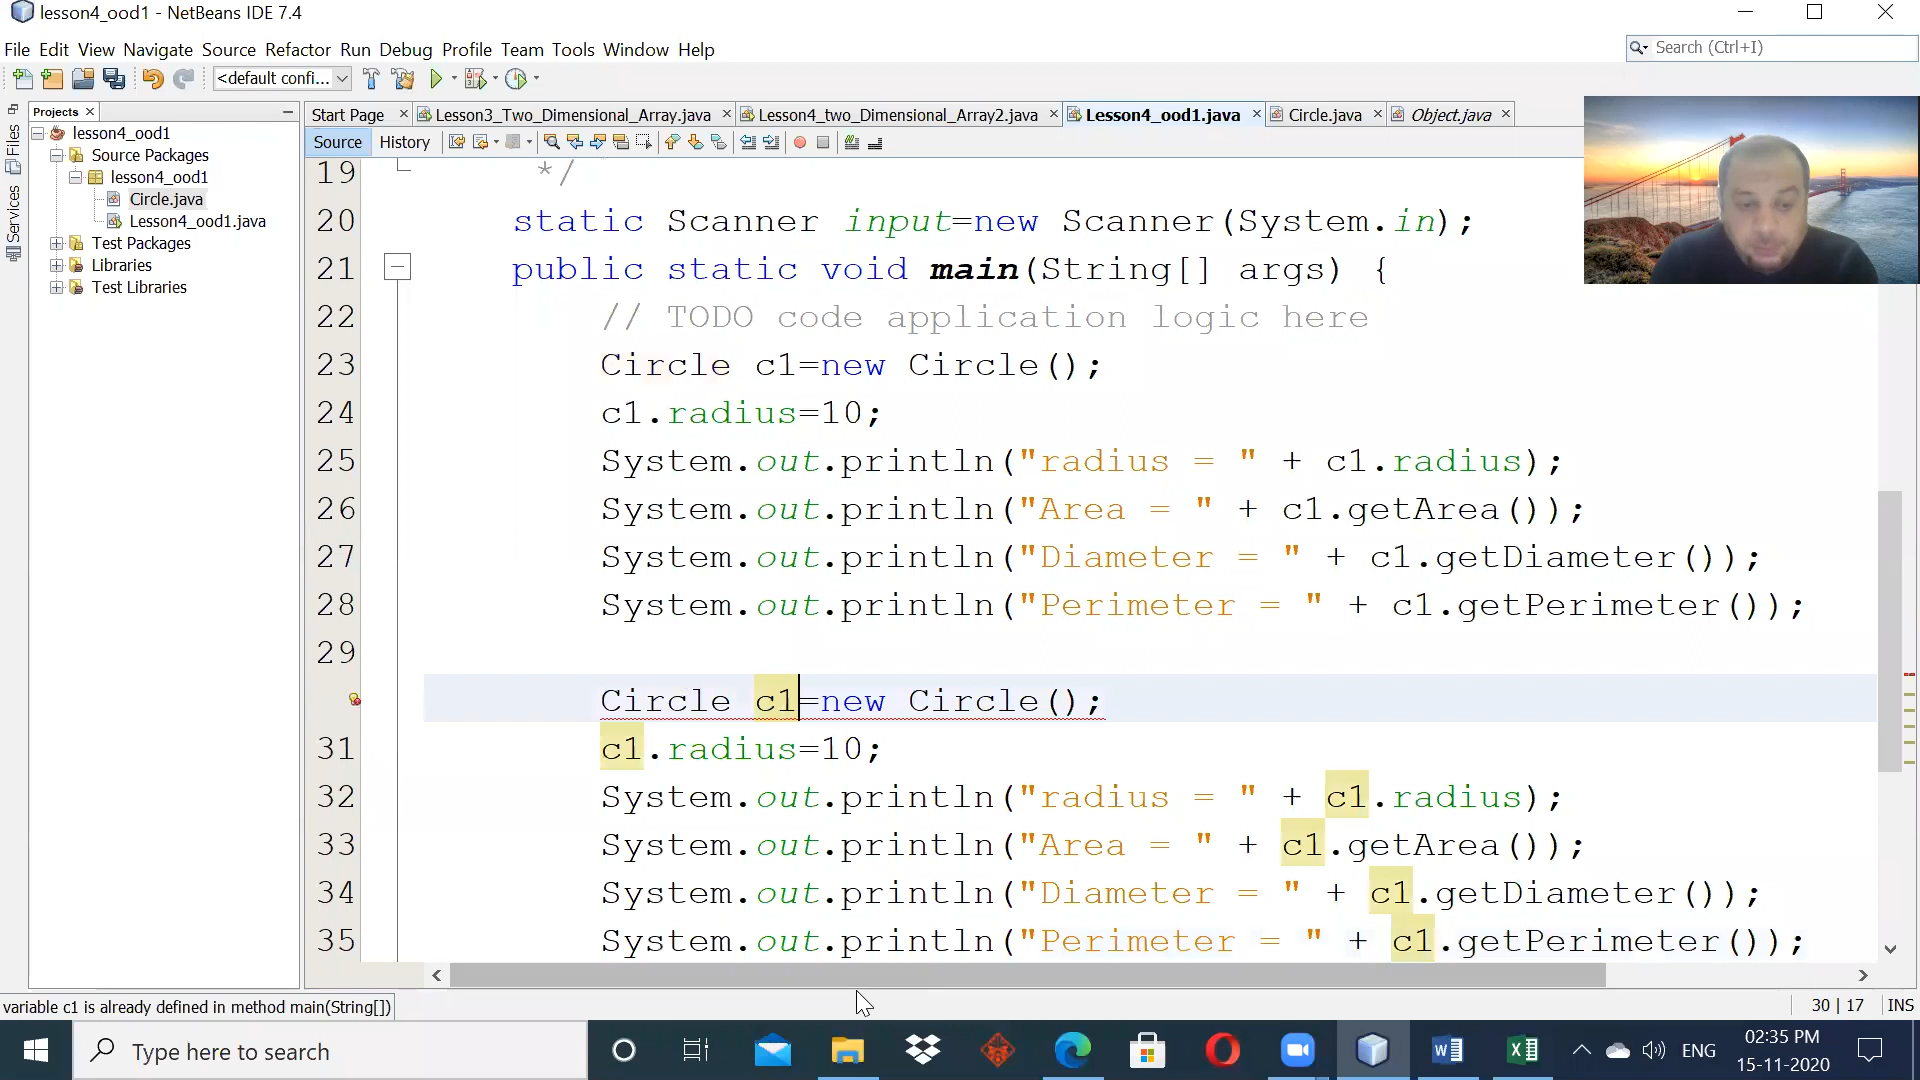 lesson4_ood1 - NetBeans IDE 7.4
File Edit View Navigate Source Refactor Run Debug Profile Team Tools Window Help
Search (Ctrl+I)
<default confi...
Projects
Start Page
Lesson3_Two_Dimensional_Array.java
Lesson4_two_Dimensional_Array2.java
Lesson4_ood1.java
Circle.java
Object.java
Files
Services
lesson4_ood1
Source Packages
lesson4_ood1
Circle.java
Lesson4_ood1.java
Test Packages
Libraries
Test Libraries
Source History
19 */
20 static Scanner input=new Scanner(System.in);
21 public static void main(String[] args) {
22 // TODO code application logic here
23 Circle c1=new Circle();
24 c1.radius=10;
25 System.out.println("radius = " + c1.radius);
26 System.out.println("Area = " + c1.getArea());
27 System.out.println("Diameter = " + c1.getDiameter());
28 System.out.println("Perimeter = " + c1.getPerimeter());
29
Circle c1=new Circle();
31 c1.radius=10;
32 System.out.println("radius = " + c1.radius);
33 System.out.println("Area = " + c1.getArea());
34 System.out.println("Diameter = " + c1.getDiameter());
35 System.out.println("Perimeter = " + c1.getPerimeter());
variable c1 is already defined in method main(String[])
30 | 17 INS
Type here to search
ENG
02:35 PM
15-11-2020